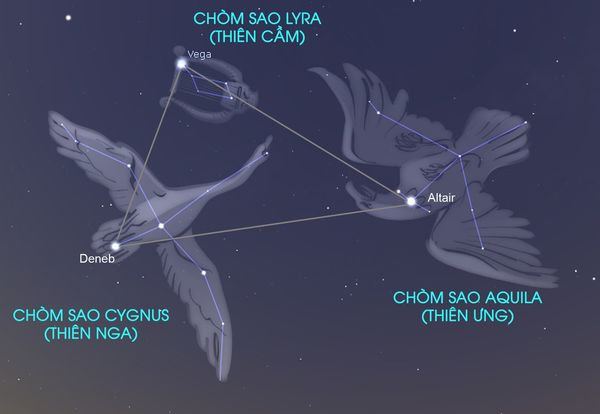 CHÒM SAO LYRA
(THIÊN CẦM)
Vega
Altair
Deneb
CHÒM SAO AQUILA
(THIÊN ƯNG)
CHÒM SAO CYGNUS
(THIÊN NGA)